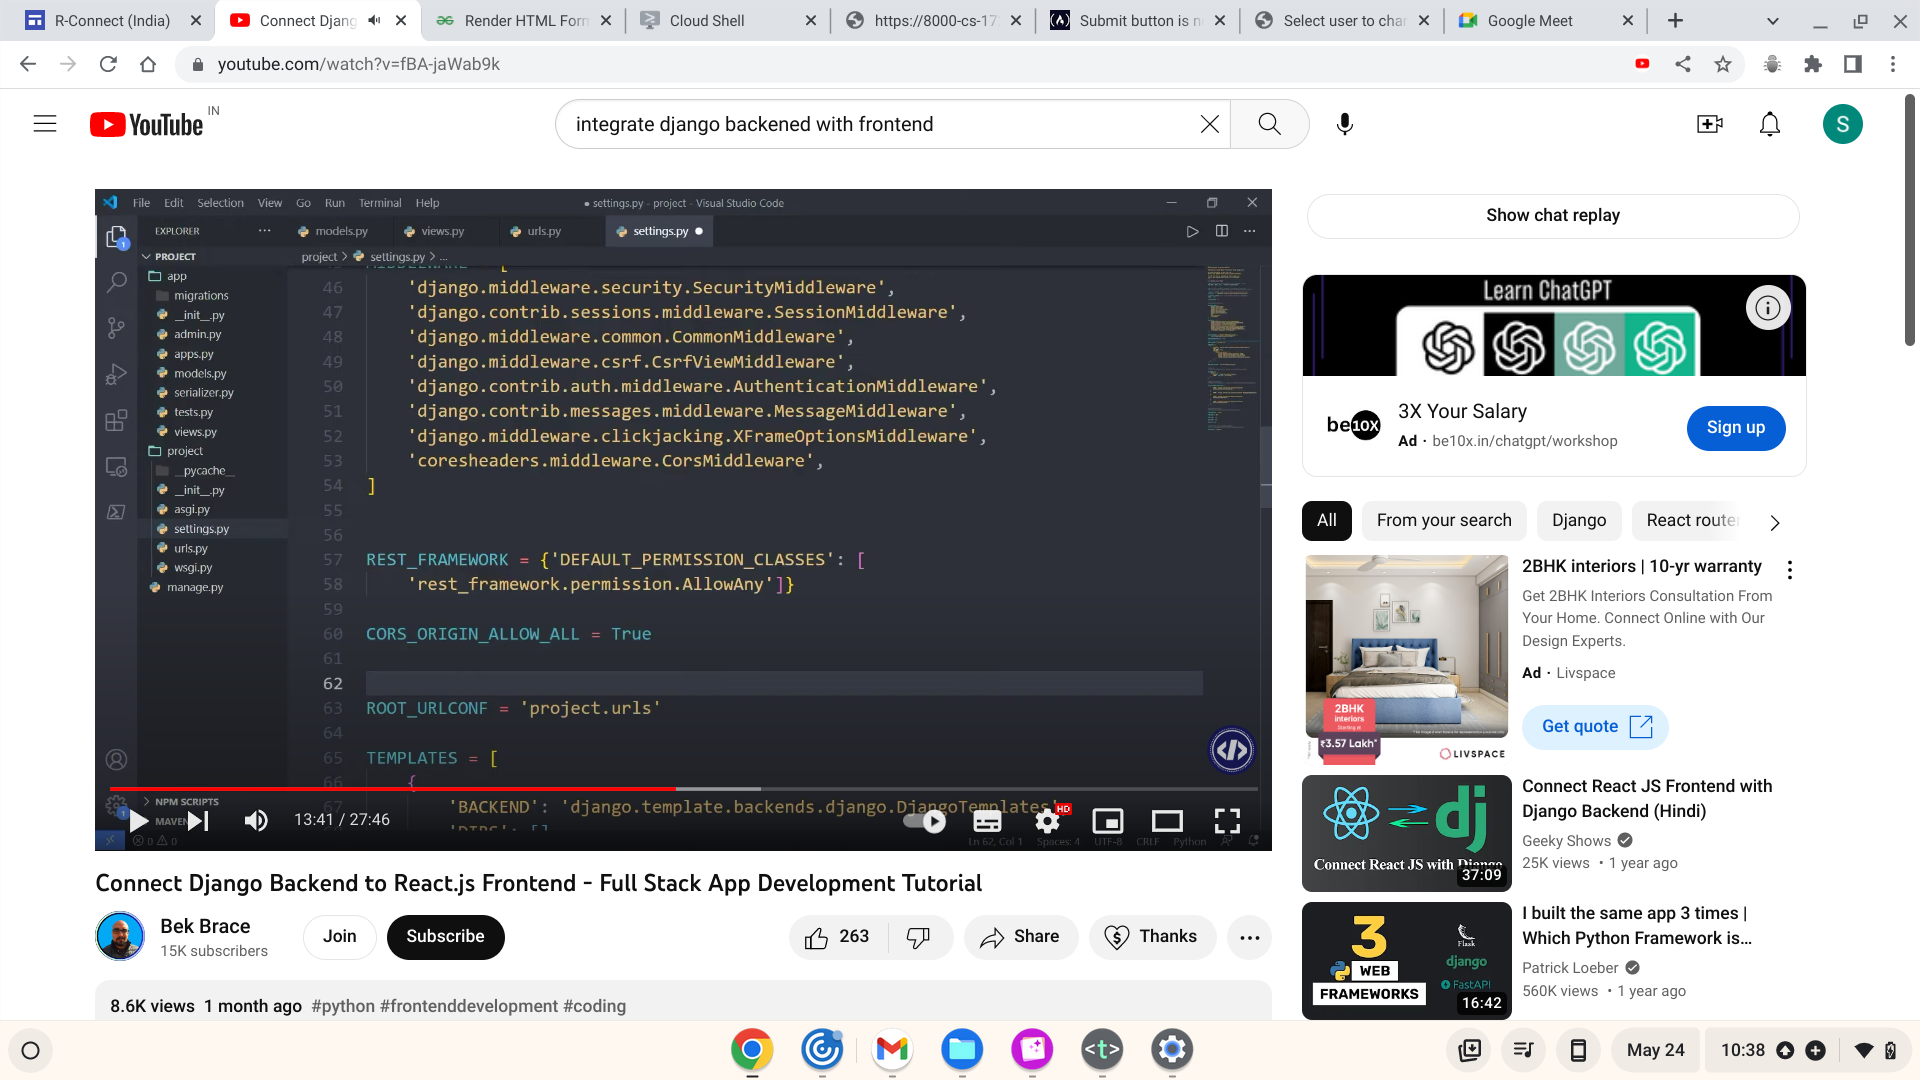 R-Connect (India)
Connect Djang
Render HTML Form
Cloud Shell
https://8000-cs-17
Submit button is n
Select user to char
Google Meet
youtube.com/watch?v=fBA-jaWab9k
YouTube
IN
integrate django backened with frontend
S
File Edit Selection View Go Run Terminal Help
● settings.py - project - Visual Studio Code
EXPLORER
models.py
views.py
urls.py
settings.py ●
PROJECT
project > settings.py > ...
app
migrations
__init__.py
admin.py
apps.py
models.py
serializer.py
tests.py
views.py
project
__pycache__
__init__.py
asgi.py
settings.py
urls.py
wsgi.py
manage.py
NPM SCRIPTS
MAVEN
46 'django.middleware.security.SecurityMiddleware',
47 'django.contrib.sessions.middleware.SessionMiddleware',
48 'django.middleware.common.CommonMiddleware',
49 'django.middleware.csrf.CsrfViewMiddleware',
50 'django.contrib.auth.middleware.AuthenticationMiddleware',
51 'django.contrib.messages.middleware.MessageMiddleware',
52 'django.middleware.clickjacking.XFrameOptionsMiddleware',
53 'coresheaders.middleware.CorsMiddleware',
54 ]
55
56
57 REST_FRAMEWORK = {'DEFAULT_PERMISSION_CLASSES': [
58 'rest_framework.permission.AllowAny']}
59
60 CORS_ORIGIN_ALLOW_ALL = True
61
62
63 ROOT_URLCONF = 'project.urls'
64
65 TEMPLATES = [
66 {
67 'BACKEND': 'django.template.backends.django.DjangoTemplates'
'DIRS': []
13:41 / 27:46
HD
Ln 62, Col 1 Spaces: 4 UTF-8 CRLF Python
Connect Django Backend to React.js Frontend - Full Stack App Development Tutorial
Bek Brace
15K subscribers
Join
Subscribe
263
Share
Thanks
8.6K views 1 month ago #python #frontenddevelopment #coding
Show chat replay
Learn ChatGPT
be10X
3X Your Salary
Ad · be10x.in/chatgpt/workshop
Sign up
All
From your search
Django
React route
2BHK interiors | 10-yr warranty
Get 2BHK Interiors Consultation From
Your Home. Connect Online with Our
Design Experts.
Ad · Livspace
Get quote
2BHK
Interiors
Starting at
₹3.57 Lakh*
LIVSPACE
Connect React JS with Django
37:09
Connect React JS Frontend with
Django Backend (Hindi)
Geeky Shows
25K views • 1 year ago
3
WEB
FRAMEWORKS
Flask
django
FastAPI
16:42
I built the same app 3 times |
Which Python Framework is...
Patrick Loeber
560K views • 1 year ago
May 24
10:38